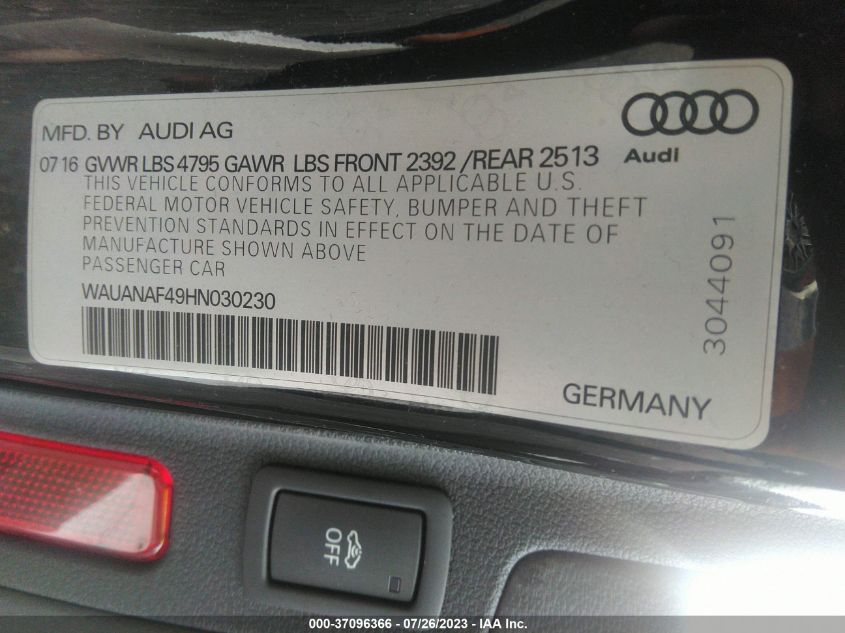 MFD. BY AUDI AG
Audi
07 16 GVWR LBS 4795 GAWR LBS FRONT 2392 /REAR 2513
THIS VEHICLE CONFORMS TO ALL APPLICABLE U.S.
FEDERAL MOTOR VEHICLE SAFETY, BUMPER AND THEFT
PREVENTION STANDARDS IN EFFECT ON THE DATE OF
MANUFACTURE SHOWN ABOVE
PASSENGER CAR
WAUANAF49HN030230
3044091
GERMANY
OFF
000-37096366 - 07/26/2023 - IAA Inc.